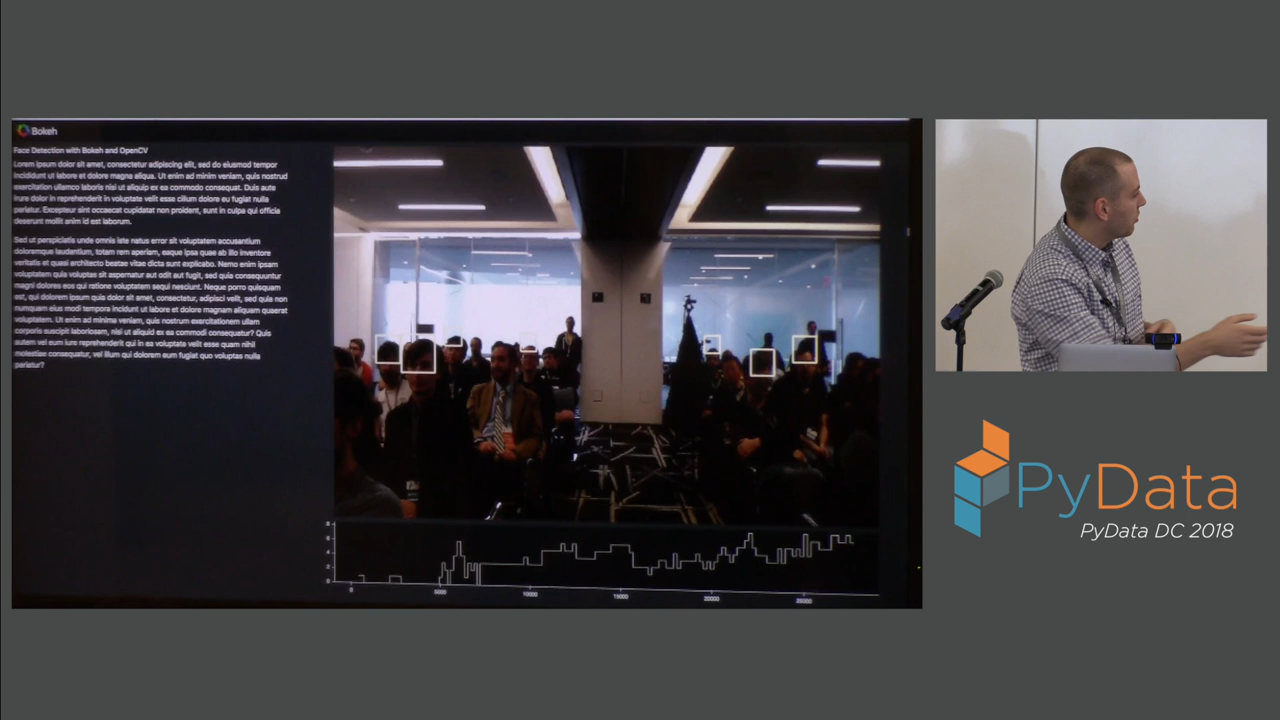 Bokeh
Face Detection with Bokeh and OpenCV
Lorem ipsum dolor sit amet, consectetur adipiscing elit, sed do eiusmod tempor
incididunt ut labore et dolore magna aliqua. Ut enim ad minim veniam, quis nostrud
exercitation ullamco laboris nisi ut aliquip ex ea commodo consequat. Duis aute
irure dolor in reprehenderit in voluptate velit esse cillum dolore eu fugiat nulla
pariatur. Excepteur sint occaecat cupidatat non proident, sunt in culpa qui officia
deserunt mollit anim id est laborum.
Sed ut perspiciatis unde omnis iste natus error sit voluptatem accusantium
doloremque laudantium, totam rem aperiam, eaque ipsa quae ab illo inventore
veritatis et quasi architecto beatae vitae dicta sunt explicabo. Nemo enim ipsam
voluptatem quia voluptas sit aspernatur aut odit aut fugit, sed quia consequuntur
magni dolores eos qui ratione voluptatem sequi nesciunt. Neque porro quisquam
est, qui dolorem ipsum quia dolor sit amet, consectetur, adipisci velit, sed quia non
numquam eius modi tempora incidunt ut labore et dolore magnam aliquam quaerat
voluptatem. Ut enim ad minima veniam, quis nostrum exercitationem ullam
corporis suscipit laboriosam, nisi ut aliquid ex ea commodi consequatur? Quis
autem vel eum iure reprehenderit qui in ea voluptate velit esse quam nihil
molestiae consequatur, vel illum qui dolorem eum fugiat quo voluptas nulla
pariatur?
8
6
4
2
0
0 5000 10000 15000 20000 25000
PyData
PyData DC 2018